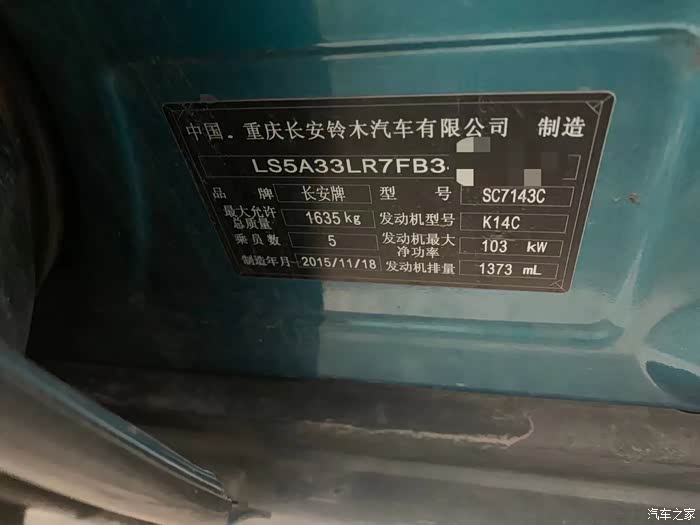 中国.重庆长安铃木汽车有限公司 制造
LS5A33LR7FB3
品牌 长安牌 型号 SC7143C
最大允许总质量 1635kg 发动机型号 K14C
乘员数 5 发动机最大净功率 103 kW
制造年月 2015/11/18 发动机排量 1373 mL
汽车之家